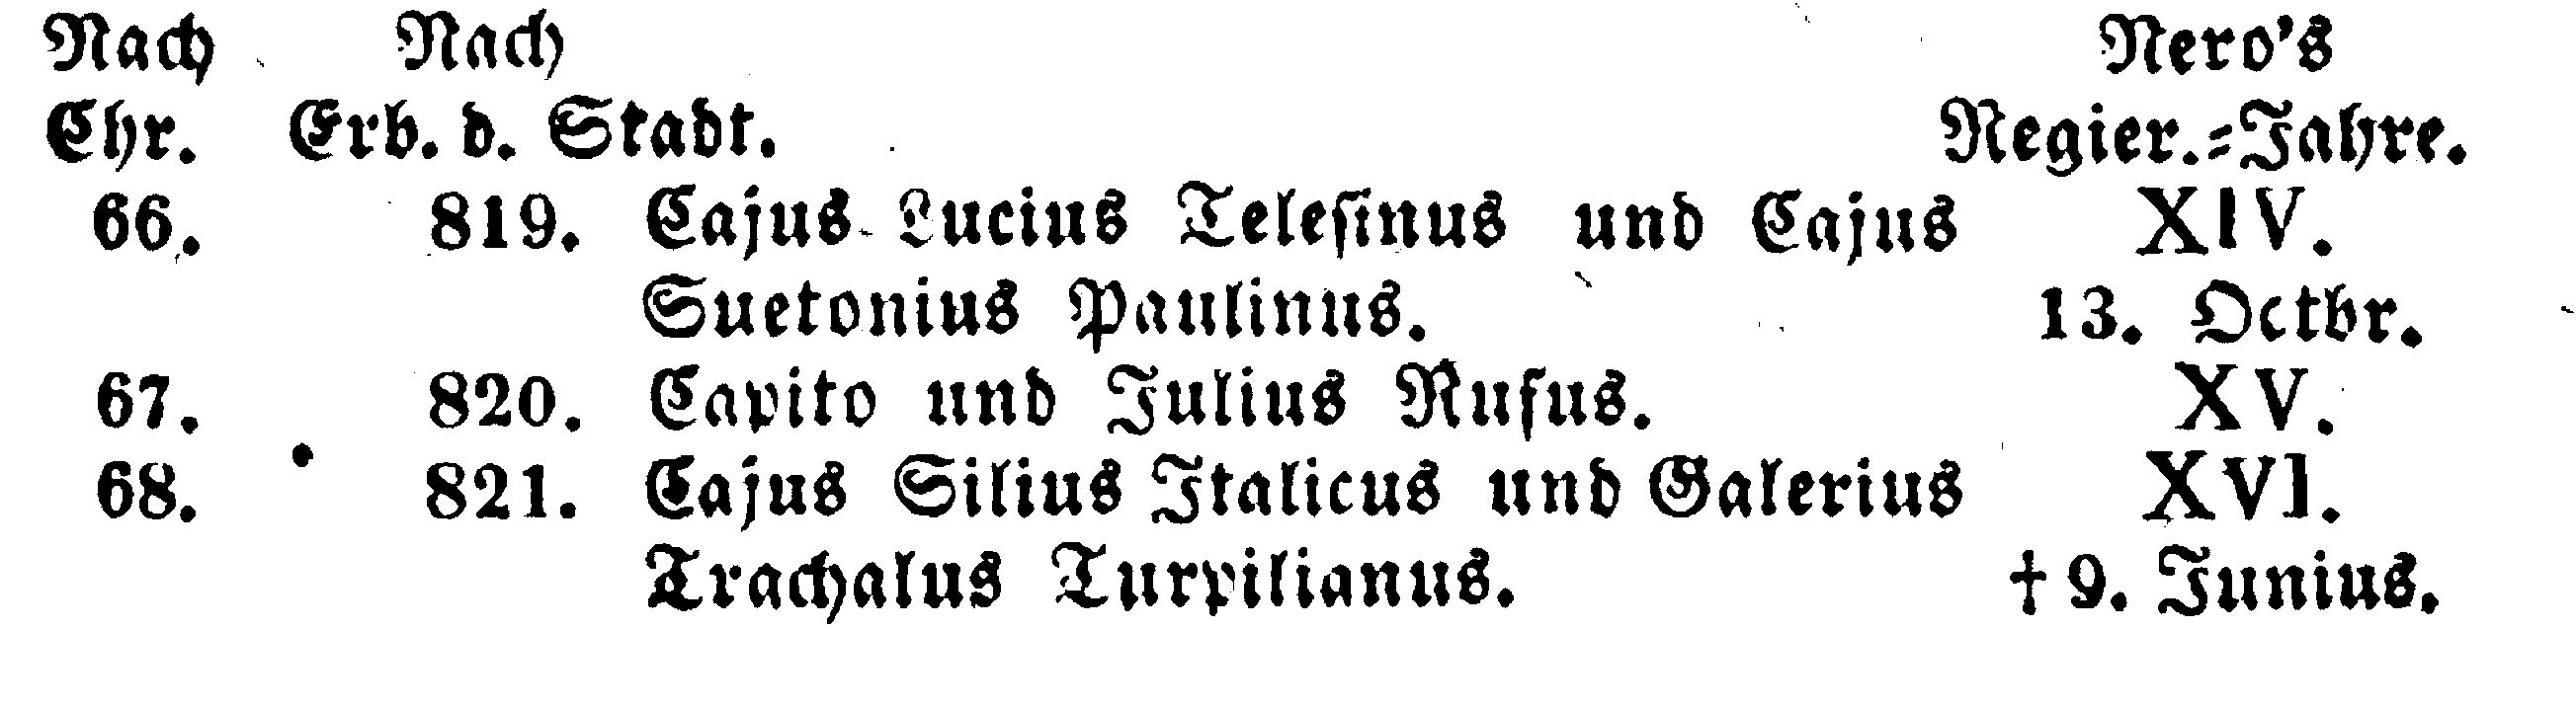 Nach Nach Nero's
Chr. Erb. d. Stadt. Regier.=Jahre.
66. 819. Cajus Lucius Telesinus und Cajus XIV.
Suetonius Paulinus. 13. Octbr.
67. 820. Capito und Julius Rufus. XV.
68. 821. Cajus Silius Italicus und Galerius XVI.
Trachalus Turpilianus. † 9. Junius.